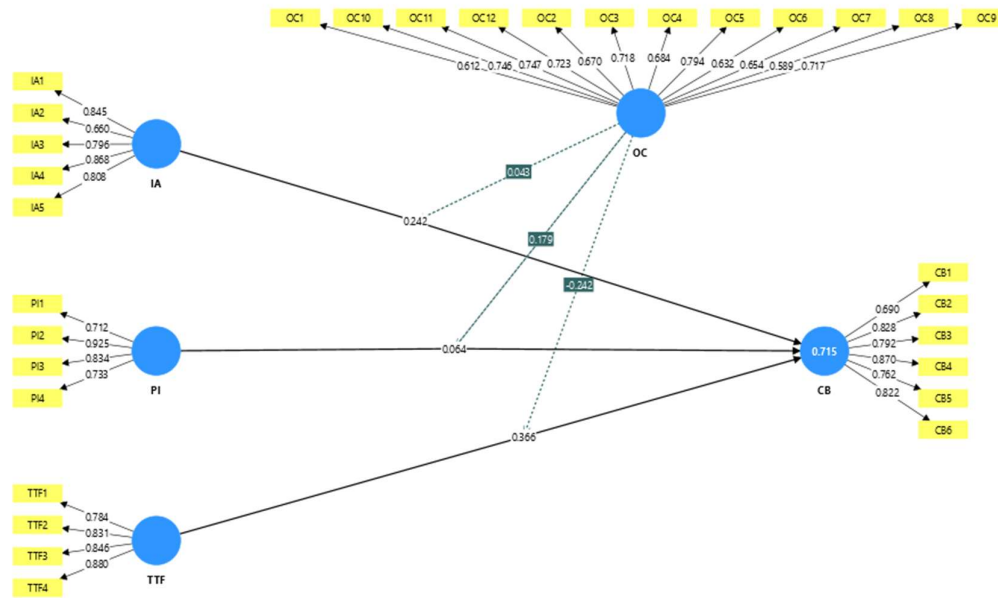 OC1 OC10 OC11 OC12 OC2 OC3 OC4 OC5 OC6 OC7 OC8 OC9
0.612 0.746 0.747 0.723 0.670 0.718 0.684 0.794 0.632 0.654 0.589 0.717
OC
IA1
IA2
IA3
IA4
IA5
0.845
0.660
0.796
0.868
0.808
IA
0.043
0.242
0.179
-0.242
PI1
PI2
PI3
PI4
0.712
0.925
0.834
0.733
PI
0.064
0.715
CB
0.690
0.828
0.792
0.870
0.762
0.822
CB1
CB2
CB3
CB4
CB5
CB6
0.366
TTF1
TTF2
TTF3
TTF4
0.784
0.831
0.846
0.880
TTF